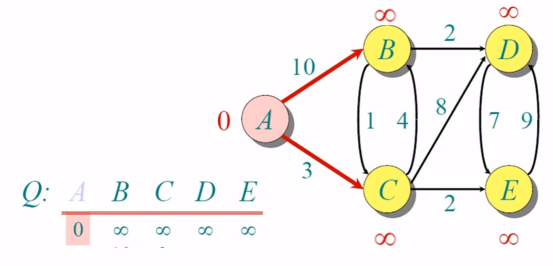 ∞ ∞
B 2 D
10
0 A 1 4 8 7 9
3
Q: A B C D E
C 2 E
0 ∞ ∞ ∞ ∞
∞ ∞